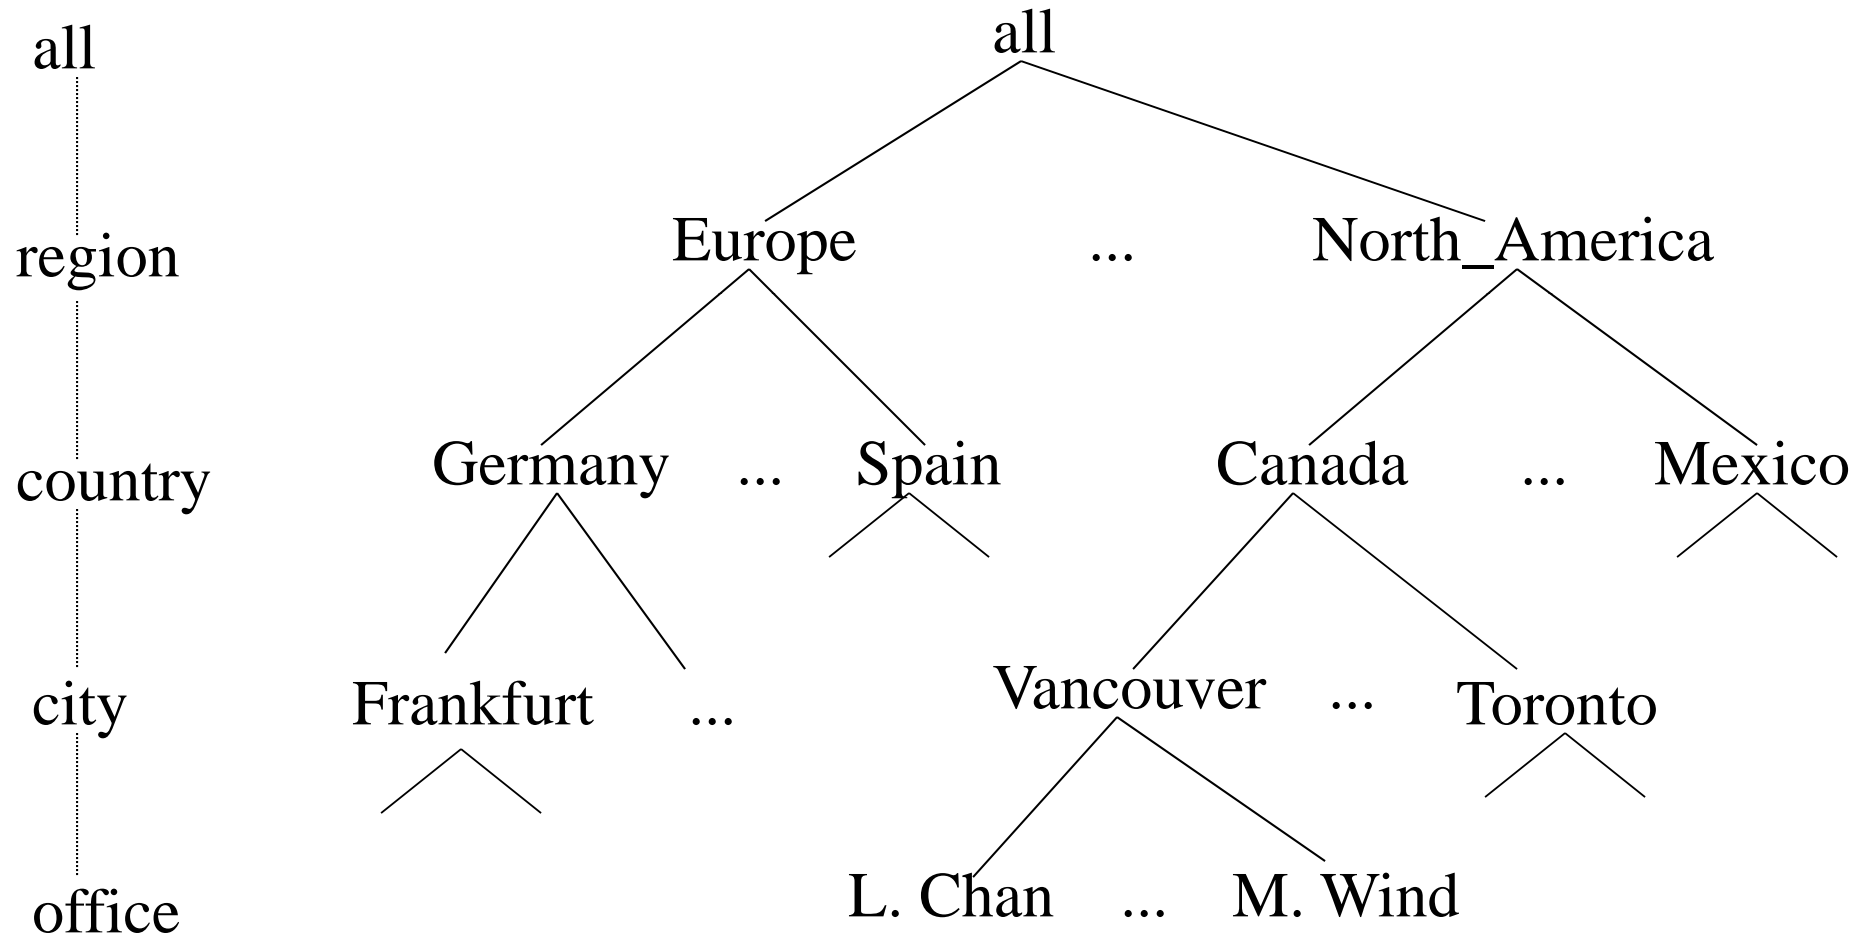 all all
region Europe ... North_America
country Germany ... Spain Canada ... Mexico
city Frankfurt ... Vancouver ... Toronto
office L. Chan ... M. Wind